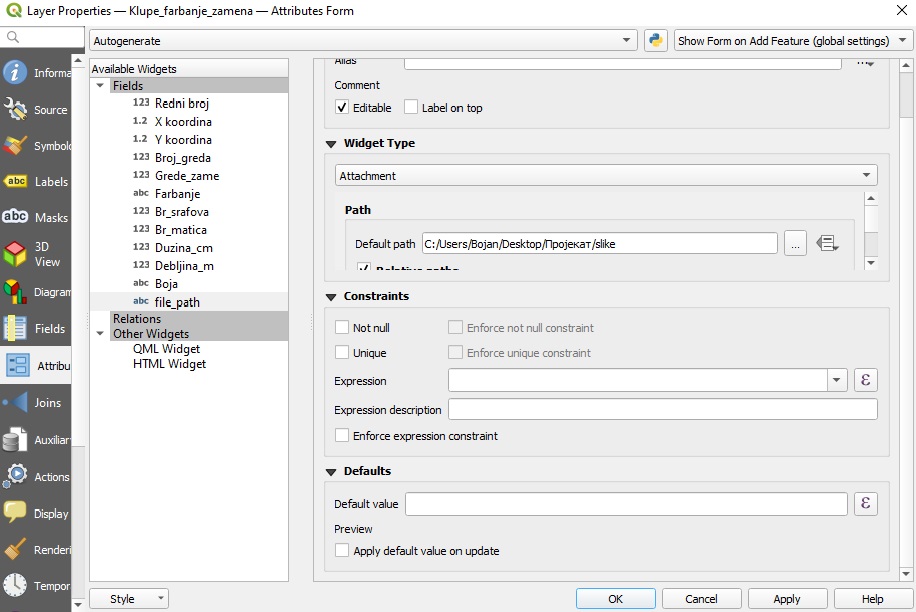 Layer Properties — Klupe_farbanje_zamena — Attributes Form
Autogenerate
Show Form on Add Feature (global settings)
Informa
Source
Symbolo
abc Labels
abc Masks
3D
View
Diagram
Fields
Attribu
Joins
Auxiliar
Actions
Display
Renderi
Tempor
Available Widgets
Fields
123 Redni broj
1.2 X koordina
1.2 Y koordina
123 Broj_greda
123 Grede_zame
abc Farbanje
123 Br_srafova
123 Br_matica
123 Duzina_cm
123 Debljina_m
abc Boja
abc file_path
Relations
Other Widgets
QML Widget
HTML Widget
Alias
Comment
Editable
Label on top
Widget Type
Attachment
Path
Default path C:/Users/Bojan/Desktop/Пројекат/slike
...
Relative paths
Constraints
Not null
Enforce not null constraint
Unique
Enforce unique constraint
Expression
ε
Expression description
Enforce expression constraint
Defaults
Default value
ε
Preview
Apply default value on update
Style
OK
Cancel
Apply
Help